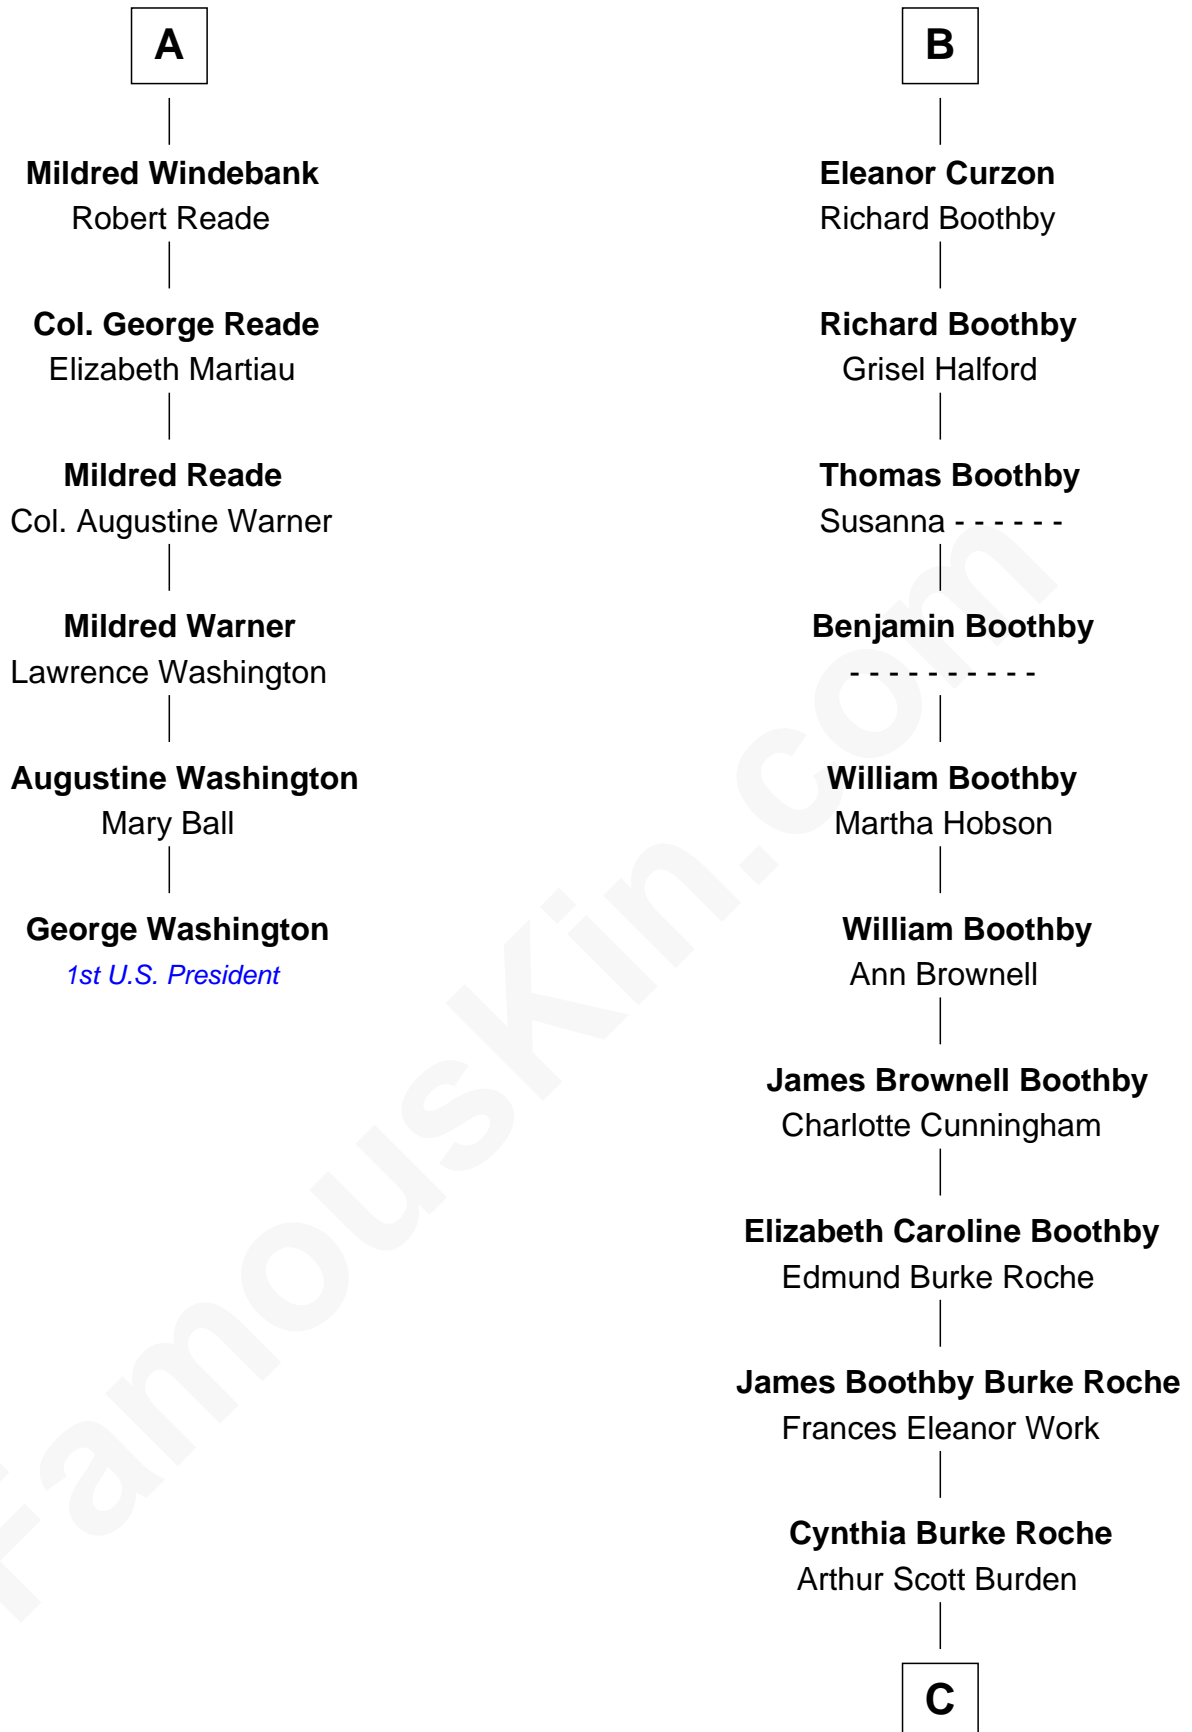 A
Mildred Windebank
Robert Reade
Col. George Reade
Elizabeth Martiau
Mildred Reade
Col. Augustine Warner
Mildred Warner
Lawrence Washington
Augustine Washington
Mary Ball
George Washington
1st U.S. President
B
Eleanor Curzon
Richard Boothby
Richard Boothby
Grisel Halford
Thomas Boothby
Susanna - - - - - -
Benjamin Boothby
- - - - - - - - - -
William Boothby
Martha Hobson
William Boothby
Ann Brownell
James Brownell Boothby
Charlotte Cunningham
Elizabeth Caroline Boothby
Edmund Burke Roche
James Boothby Burke Roche
Frances Eleanor Work
Cynthia Burke Roche
Arthur Scott Burden
C
FamousKin.com